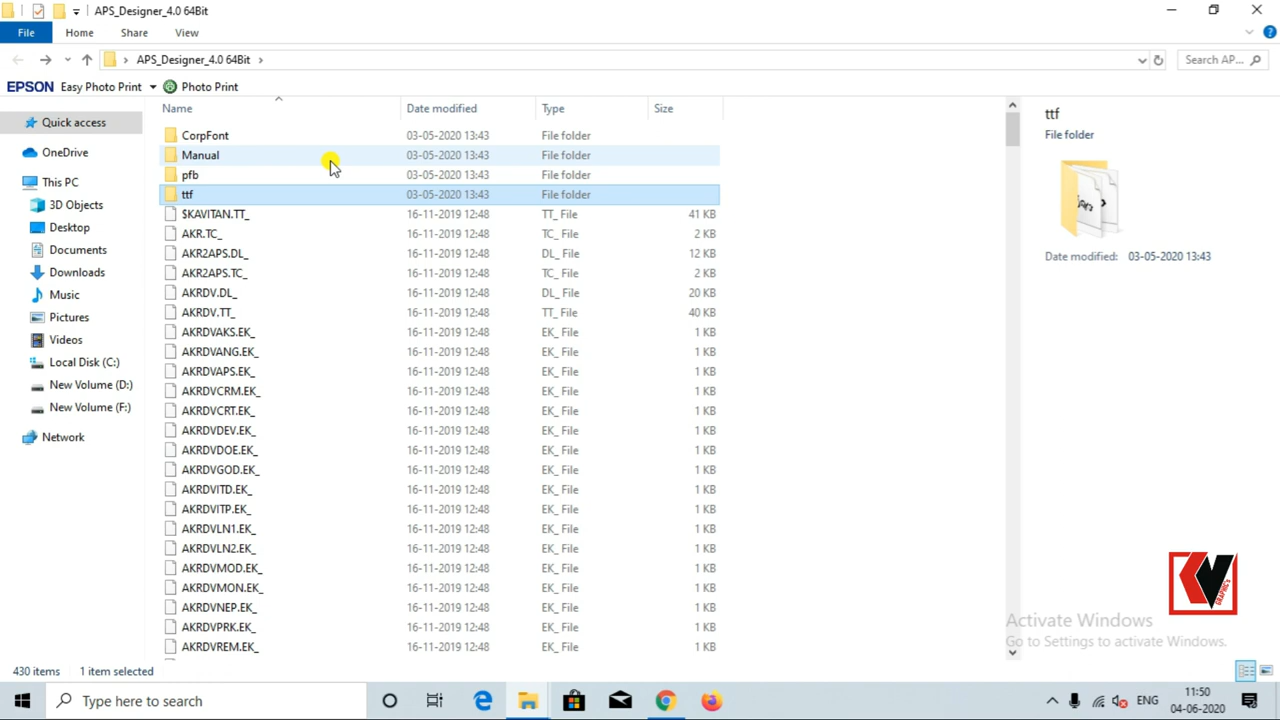 APS_Designer_4.0 64Bit
File Home Share View
APS_Designer_4.0 64Bit
Search AP...
EPSON Easy Photo Print Photo Print
Name Date modified Type Size
Quick access
OneDrive
This PC
3D Objects
Desktop
Documents
Downloads
Music
Pictures
Videos
Local Disk (C:)
New Volume (D:)
New Volume (F:)
Network
CorpFont 03-05-2020 13:43 File folder
Manual 03-05-2020 13:43 File folder
pfb 03-05-2020 13:43 File folder
ttf 03-05-2020 13:43 File folder
$KAVITAN.TT_ 16-11-2019 12:48 TT_ File 41 KB
AKR.TC_ 16-11-2019 12:48 TC_ File 2 KB
AKR2APS.DL_ 16-11-2019 12:48 DL_ File 12 KB
AKR2APS.TC_ 16-11-2019 12:48 TC_ File 2 KB
AKRDV.DL_ 16-11-2019 12:48 DL_ File 20 KB
AKRDV.TT_ 16-11-2019 12:48 TT_ File 40 KB
AKRDVAKS.EK_ 16-11-2019 12:48 EK_ File 1 KB
AKRDVANG.EK_ 16-11-2019 12:48 EK_ File 1 KB
AKRDVAPS.EK_ 16-11-2019 12:48 EK_ File 1 KB
AKRDVCRM.EK_ 16-11-2019 12:48 EK_ File 1 KB
AKRDVCRT.EK_ 16-11-2019 12:48 EK_ File 1 KB
AKRDVDEV.EK_ 16-11-2019 12:48 EK_ File 1 KB
AKRDVDOE.EK_ 16-11-2019 12:48 EK_ File 1 KB
AKRDVGOD.EK_ 16-11-2019 12:48 EK_ File 1 KB
AKRDVITD.EK_ 16-11-2019 12:48 EK_ File 1 KB
AKRDVITP.EK_ 16-11-2019 12:48 EK_ File 1 KB
AKRDVLN1.EK_ 16-11-2019 12:48 EK_ File 1 KB
AKRDVLN2.EK_ 16-11-2019 12:48 EK_ File 1 KB
AKRDVMOD.EK_ 16-11-2019 12:48 EK_ File 1 KB
AKRDVMON.EK_ 16-11-2019 12:48 EK_ File 1 KB
AKRDVNEP.EK_ 16-11-2019 12:48 EK_ File 1 KB
AKRDVPRK.EK_ 16-11-2019 12:48 EK_ File 1 KB
AKRDVREM.EK_ 16-11-2019 12:48 EK_ File 1 KB
ttf
File folder
Date modified: 03-05-2020 13:43
KV GRAPHICS
Activate Windows
Go to Settings to activate Windows.
430 items 1 item selected
Type here to search
ENG
11:50
04-06-2020